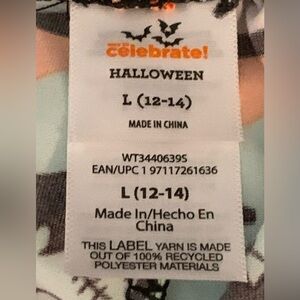 celebrate!
HALLOWEEN
L (12-14)
MADE IN CHINA
WT3440639S
EAN/UPC 1 97117261636
L (12-14)
Made In/Hecho En
China
THIS LABEL YARN IS MADE
OUT OF 100% RECYCLED
POLYESTER MATERIALS